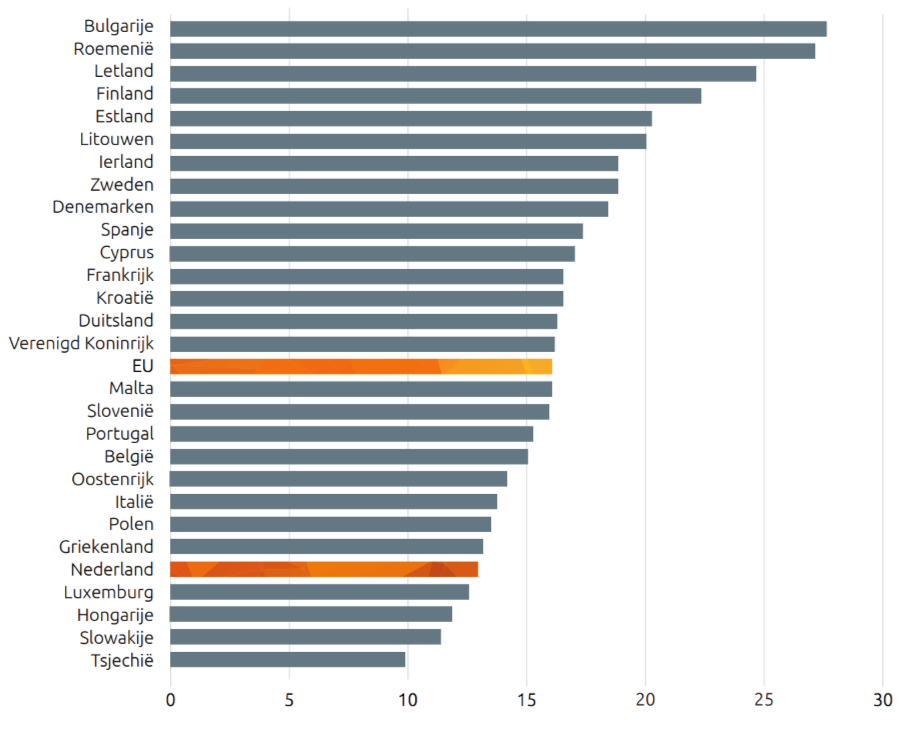 Bulgarije
Roemenië
Letland
Finland
Estland
Litouwen
Ierland
Zweden
Denemarken
Spanje
Cyprus
Frankrijk
Kroatië
Duitsland
Verenigd Koninrijk
EU
Malta
Slovenië
Portugal
België
Oostenrijk
Italië
Polen
Griekenland
Nederland
Luxemburg
Hongarije
Slowakije
Tsjechië
0 5 10 15 20 25 30